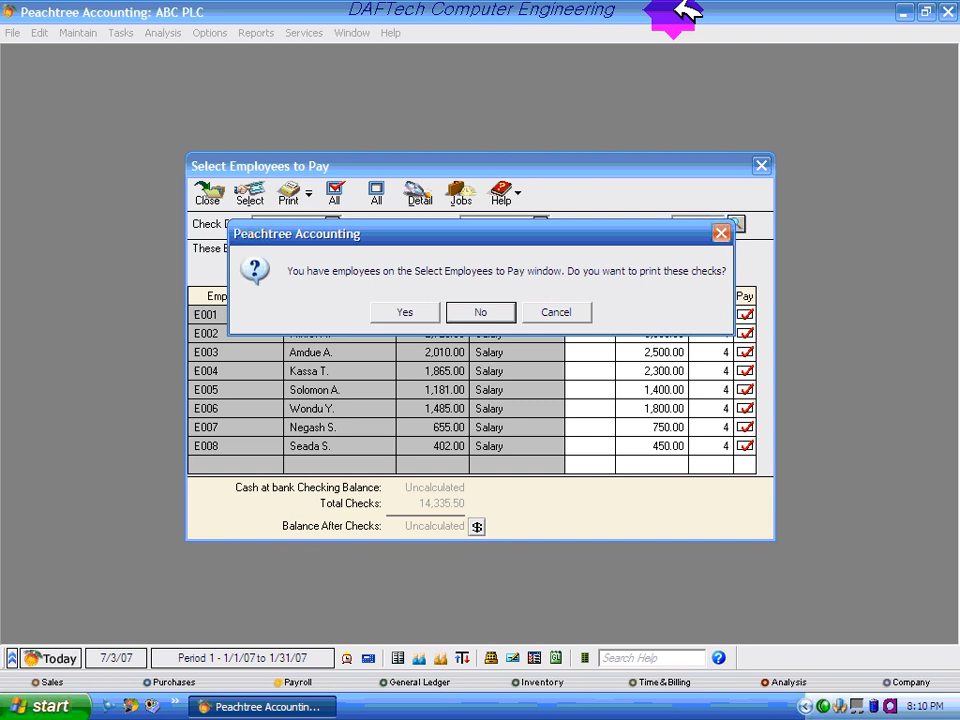 DAFTech Computer Engineering
Peachtree Accounting: ABC PLC
File Edit Maintain Tasks Analysis Options Reports Services Window Help
Select Employees to Pay
Close Select Print All All Detail Jobs Help
Check D
Peachtree Accounting
These E
You have employees on the Select Employees to Pay window. Do you want to print these checks?
Yes No Cancel
Emp Pay
E001
E002
E003 Amdue A. 2,010.00 Salary 2,500.00 4
E004 Kassa T. 1,865.00 Salary 2,300.00 4
E005 Solomon A. 1,181.00 Salary 1,400.00 4
E006 Wondu Y. 1,485.00 Salary 1,800.00 4
E007 Negash S. 655.00 Salary 750.00 4
E008 Seada S. 402.00 Salary 450.00 4
Cash at bank Checking Balance: Uncalculated
Total Checks: 14,335.50
Balance After Checks: Uncalculated $
Today 7/3/07 Period 1 - 1/1/07 to 1/31/07 Search Help
Sales Purchases Payroll General Ledger Inventory Time & Billing Analysis Company
start Peachtree Accountin... 8:10 PM